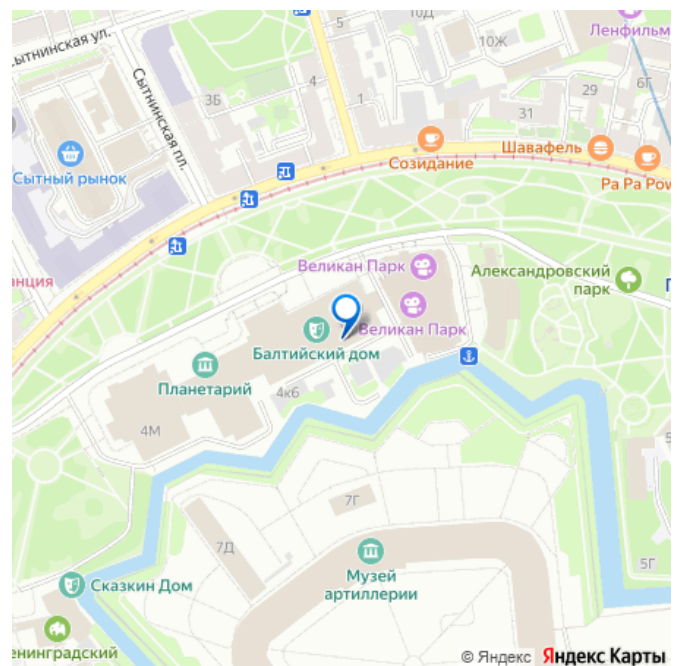 10Д
5
Ленфильм
ытнинская ул.
10Ж
Сытнинская пл.
3Б
4
1
29
6Г
31
Созидание
Шавафель
Pa Pa Pow
Сытный рынок
анция
Великан Парк
Александровский
парк
Великан Парк
Балтийский дом
Планетарий
4к6
4М
7Г
7Д
Музей
артиллерии
5Г
Сказкин Дом
енинградский
© Яндекс Яндекс Карты